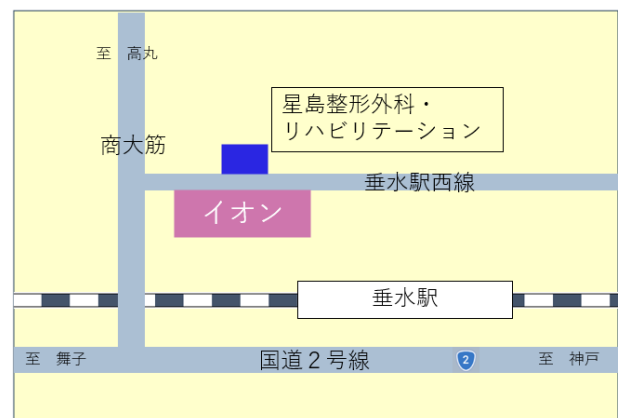 至　高丸
星島整形外科・
リハビリテーション
商大筋
垂水駅西線
イオン
垂水駅
至　舞子
国道２号線
2
至　神戸